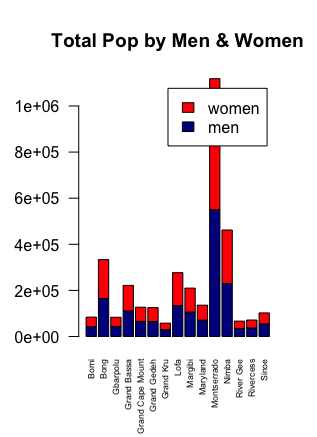 Total Pop by Men & Women
women
men
1e+06
8e+05
6e+05
4e+05
2e+05
0e+00
Bomi
Bong
Gbarpolu
Grand Bassa
Grand Cape Mount
Grand Gedeh
Grand Kru
Lofa
Margibi
Maryland
Montserrado
Nimba
River Gee
Rivercess
Sinoe